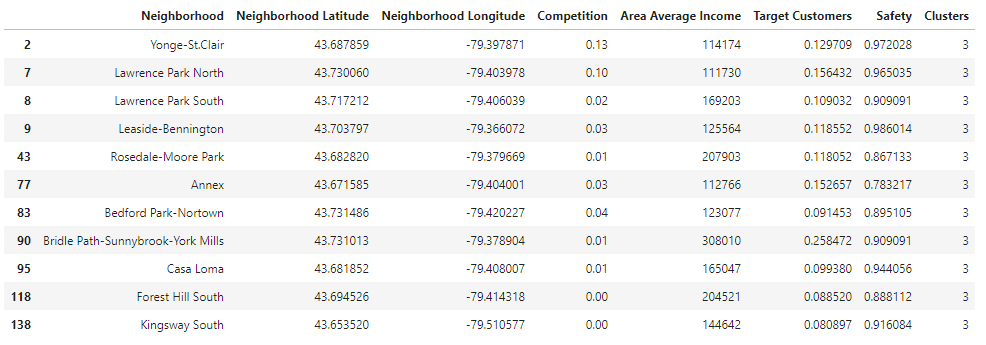 Neighborhood Neighborhood Latitude Neighborhood Longitude Competition Area Average Income Target Customers Safety Clusters
2 Yonge-St.Clair 43.687859 -79.397871 0.13 114174 0.129709 0.972028 3
7 Lawrence Park North 43.730060 -79.403978 0.10 111730 0.156432 0.965035 3
8 Lawrence Park South 43.717212 -79.406039 0.02 169203 0.109032 0.909091 3
9 Leaside-Bennington 43.703797 -79.366072 0.03 125564 0.118552 0.986014 3
43 Rosedale-Moore Park 43.682820 -79.379669 0.01 207903 0.118052 0.867133 3
77 Annex 43.671585 -79.404001 0.03 112766 0.152657 0.783217 3
83 Bedford Park-Nortown 43.731486 -79.420227 0.04 123077 0.091453 0.895105 3
90 Bridle Path-Sunnybrook-York Mills 43.731013 -79.378904 0.01 308010 0.258472 0.909091 3
95 Casa Loma 43.681852 -79.408007 0.01 165047 0.099380 0.944056 3
118 Forest Hill South 43.694526 -79.414318 0.00 204521 0.088520 0.888112 3
138 Kingsway South 43.653520 -79.510577 0.00 144642 0.080897 0.916084 3